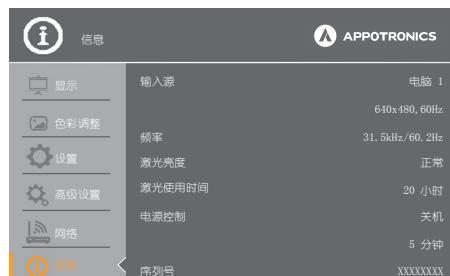 信息
APPOTRONICS
显示
色彩调整
设置
高级设置
网络
信息
输入源 电脑 1
640x480,60Hz
频率 31.5kHz/60.2Hz
激光亮度 正常
激光使用时间 20 小时
电源控制 关机
5 分钟
序列号 XXXXXXXX